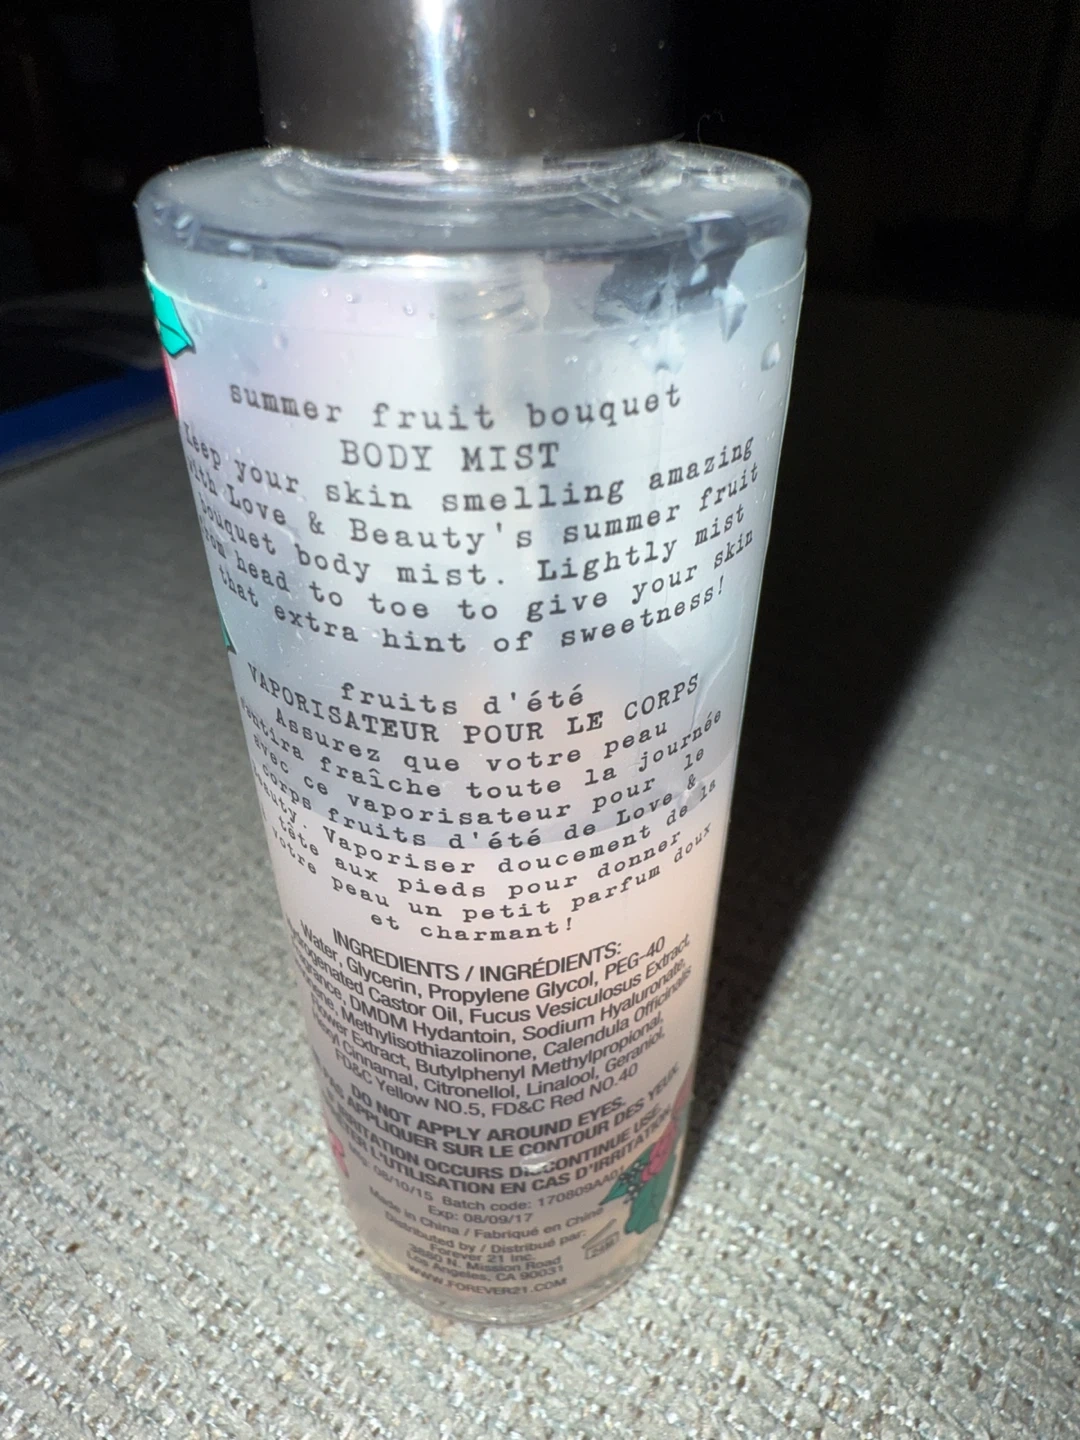 summer fruit bouquet
BODY MIST
Keep your skin smelling amazing
with Love & Beauty's summer fruit
bouquet body mist. Lightly mist
from head to toe to give your skin
that extra hint of sweetness!
fruits d'été
VAPORISATEUR POUR LE CORPS
Assurez que votre peau
sentira fraîche toute la journée
avec ce vaporisateur pour le
corps fruits d'été de Love &
Beauty. Vaporiser doucement de la
tête aux pieds pour donner
votre peau un petit parfum doux
et charmant!
INGREDIENTS / INGRÉDIENTS:
Water, Glycerin, Propylene Glycol, PEG-40
Hydrogenated Castor Oil, Fucus Vesiculosus Extract,
Fragrance, DMDM Hydantoin, Sodium Hyaluronate,
Methylisothiazolinone, Calendula Officinalis
Flower Extract, Butylphenyl Methylpropional,
Hexyl Cinnamal, Citronellol, Linalool, Geraniol,
FD&C Yellow NO.5, FD&C Red NO.40
DO NOT APPLY AROUND EYES.
PAS APPLIQUER SUR LE CONTOUR DES YEUX.
IRRITATION OCCURS DISCONTINUE USE.
L'UTILISATION EN CAS D'IRRITATION.
08/10/15 Batch code:
Exp: 08/09/17
Made in China / Fabriqué en Chine
Distributed by / Distribué par:
Forever 21 Inc.
3880 N. Mission Road
Los Angeles, CA 90031
WWW.FOREVER21.COM